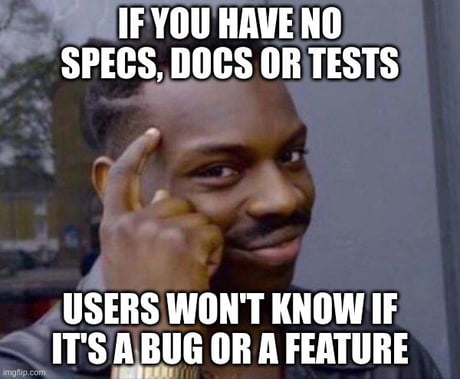 IF YOU HAVE NO
SPECS, DOCS OR TESTS
USERS WON'T KNOW IF
IT'S A BUG OR A FEATURE
imgflip.com